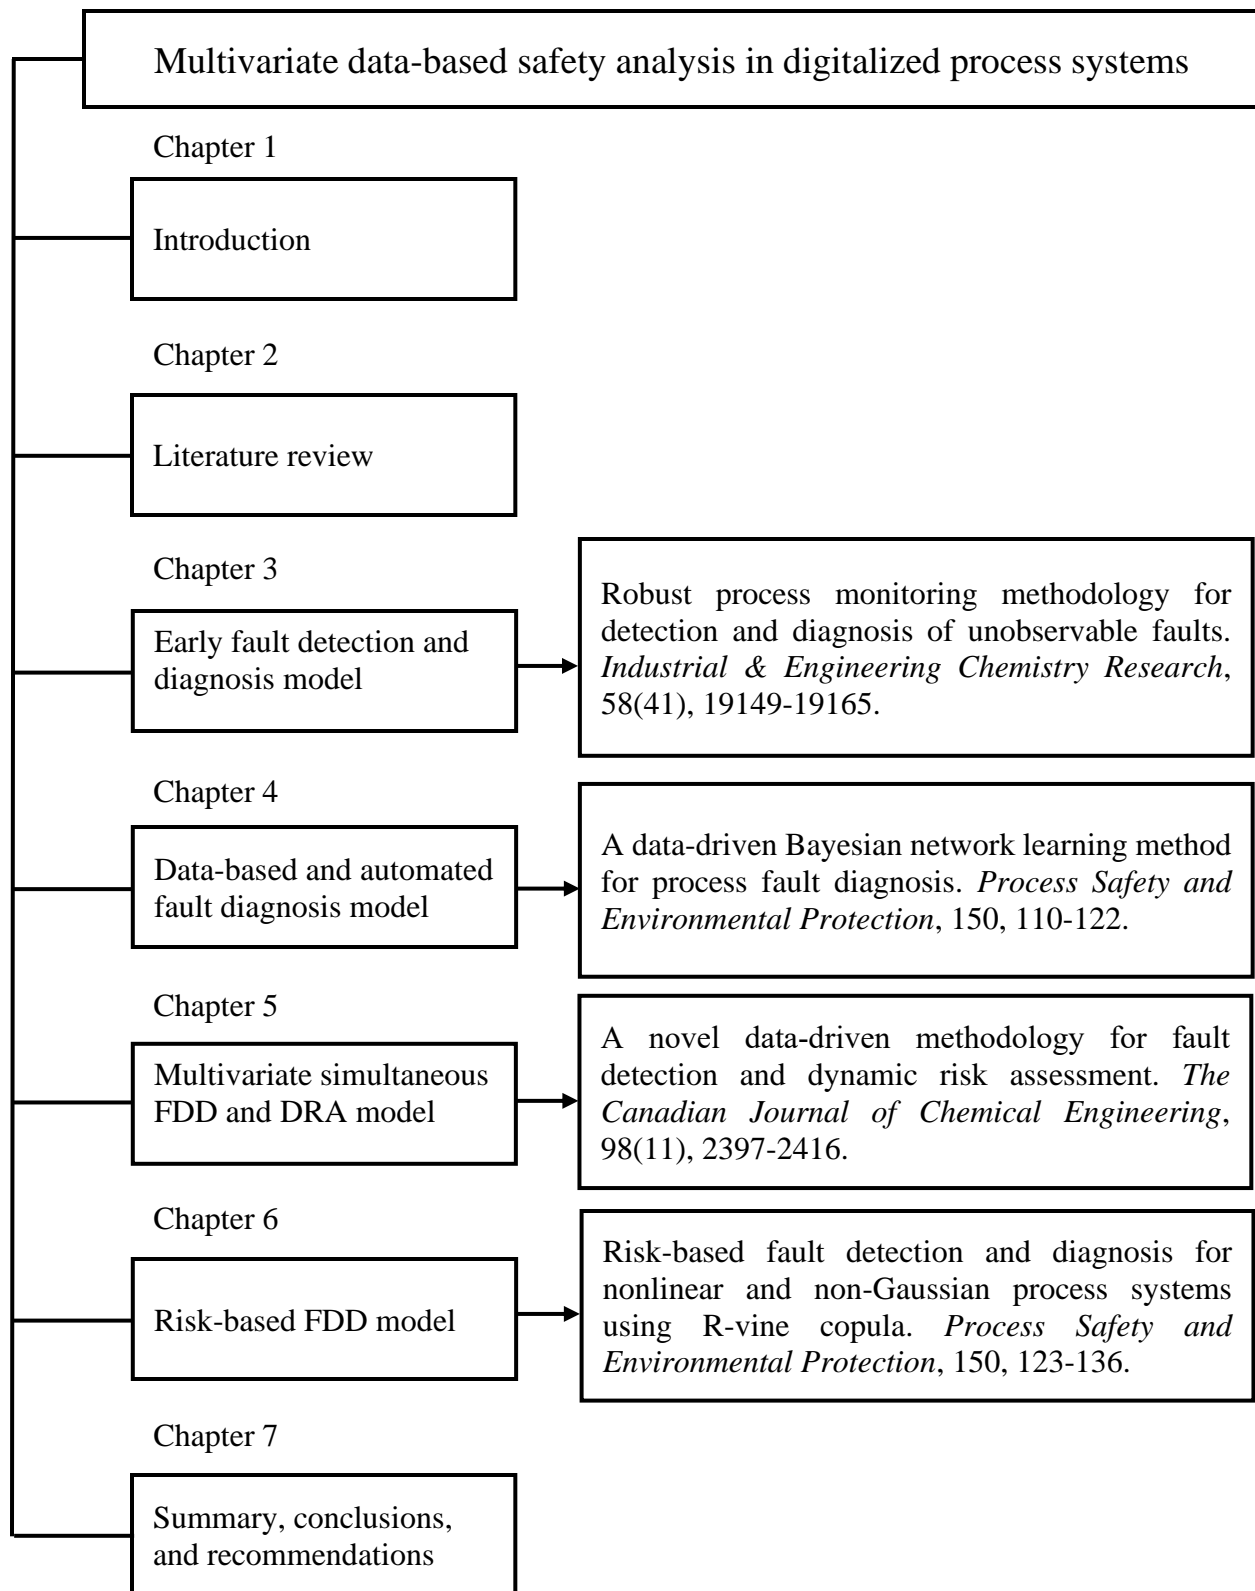 Multivariate data-based safety analysis in digitalized process systems
Chapter 1
Introduction
Chapter 2
Literature review
Chapter 3
Early fault detection and
diagnosis model
Robust process monitoring methodology for
detection and diagnosis of unobservable faults.
Industrial & Engineering Chemistry Research,
58(41), 19149-19165.
Chapter 4
Data-based and automated
fault diagnosis model
A data-driven Bayesian network learning method
for process fault diagnosis. Process Safety and
Environmental Protection, 150, 110-122.
Chapter 5
Multivariate simultaneous
FDD and DRA model
A novel data-driven methodology for fault
detection and dynamic risk assessment. The
Canadian Journal of Chemical Engineering,
98(11), 2397-2416.
Chapter 6
Risk-based FDD model
Risk-based fault detection and diagnosis for
nonlinear and non-Gaussian process systems
using R-vine copula. Process Safety and
Environmental Protection, 150, 123-136.
Chapter 7
Summary, conclusions,
and recommendations